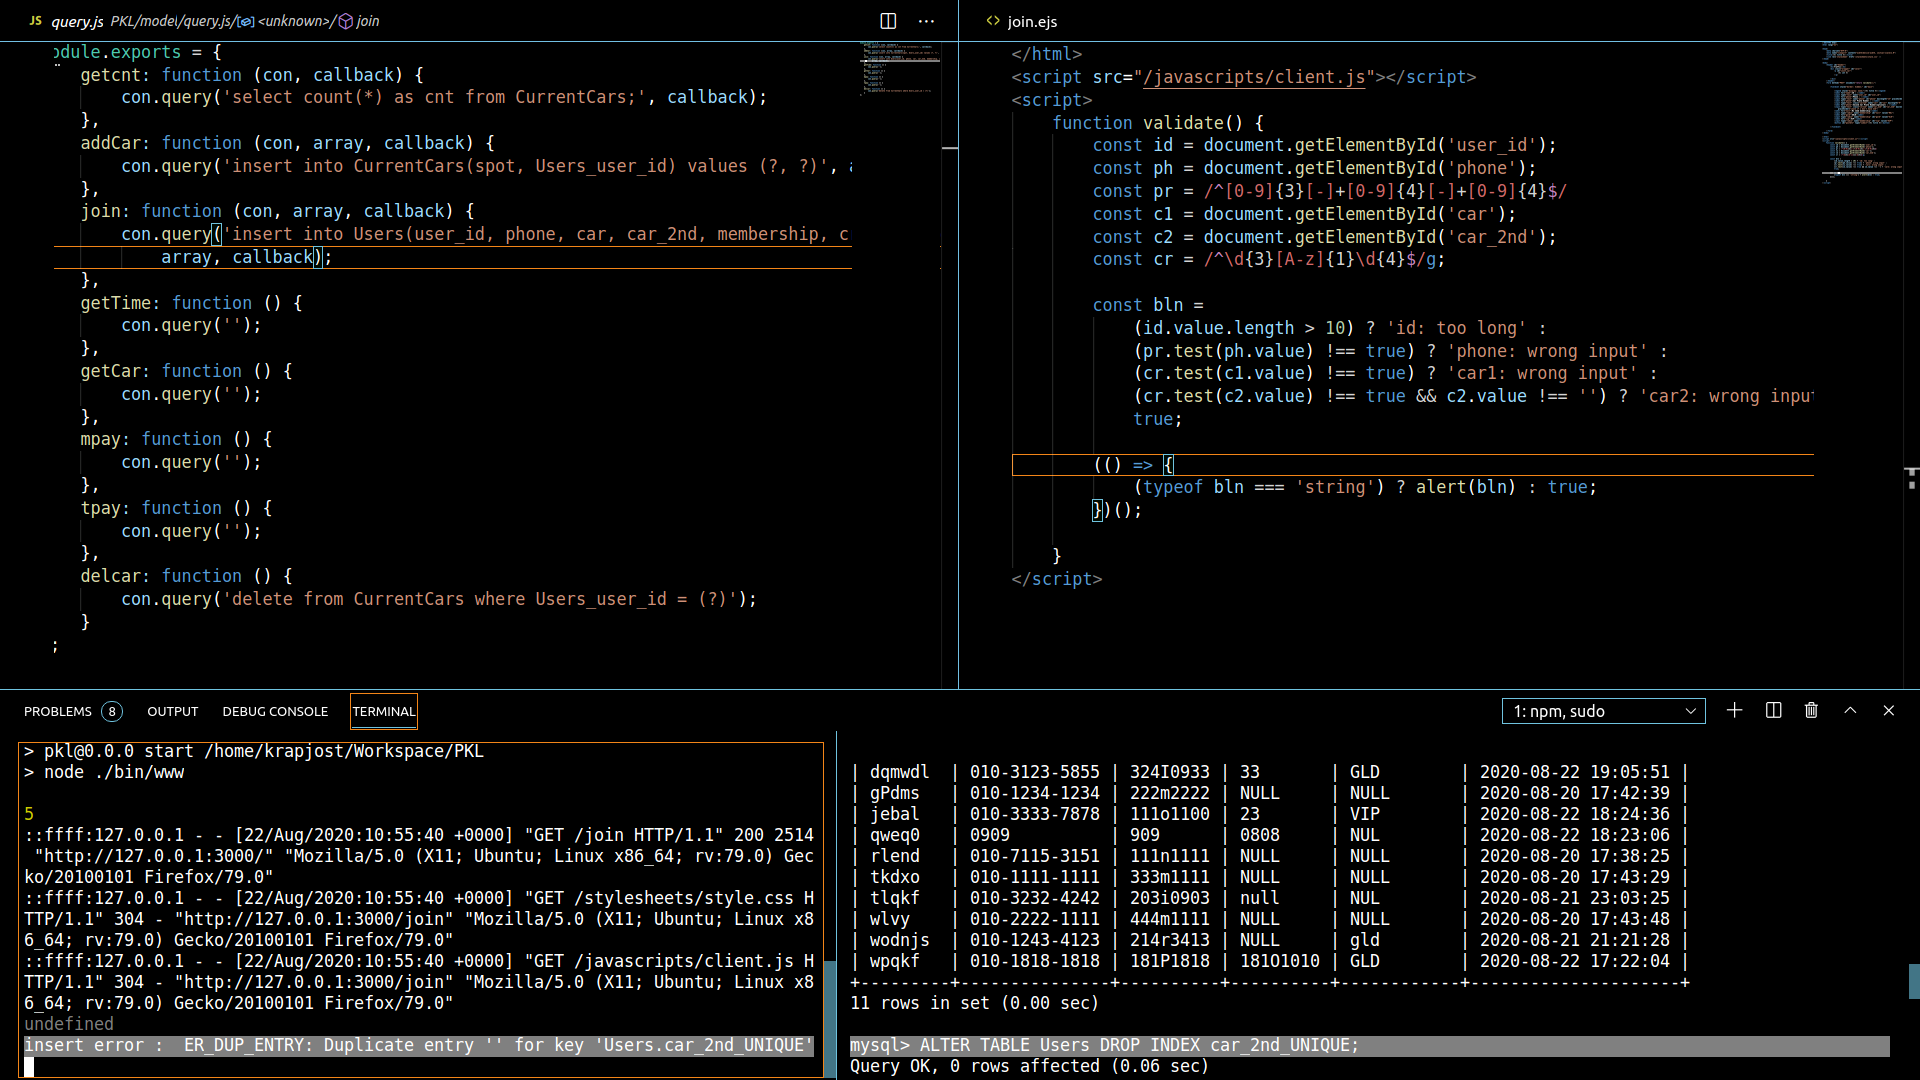 JS query.js PKL/model/query.js/[@]<unknown>/ join
odule.exports = {
getcnt: function (con, callback) {
con.query('select count(*) as cnt from CurrentCars;', callback);
},
addCar: function (con, array, callback) {
con.query('insert into CurrentCars(spot, Users_user_id) values (?, ?)', a
},
join: function (con, array, callback) {
con.query('insert into Users(user_id, phone, car, car_2nd, membership, c
array, callback);
},
getTime: function () {
con.query('');
},
getCar: function () {
con.query('');
},
mpay: function () {
con.query('');
},
tpay: function () {
con.query('');
},
delcar: function () {
con.query('delete from CurrentCars where Users_user_id = (?)');
}
;
<> join.ejs
</html>
<script src="/javascripts/client.js"></script>
<script>
function validate() {
const id = document.getElementById('user_id');
const ph = document.getElementById('phone');
const pr = /^[0-9]{3}[-]+[0-9]{4}[-]+[0-9]{4}$/
const c1 = document.getElementById('car');
const c2 = document.getElementById('car_2nd');
const cr = /^\d{3}[A-z]{1}\d{4}$/g;
const bln =
(id.value.length > 10) ? 'id: too long' :
(pr.test(ph.value) !== true) ? 'phone: wrong input' :
(cr.test(c1.value) !== true) ? 'car1: wrong input' :
(cr.test(c2.value) !== true && c2.value !== '') ? 'car2: wrong input
true;
(() => {
(typeof bln === 'string') ? alert(bln) : true;
})();
}
</script>
PROBLEMS 8 OUTPUT DEBUG CONSOLE TERMINAL 1: npm, sudo
> pkl@0.0.0 start /home/krapjost/Workspace/PKL
> node ./bin/www
5
::ffff:127.0.0.1 - - [22/Aug/2020:10:55:40 +0000] "GET /join HTTP/1.1" 200 2514
"http://127.0.0.1:3000/" "Mozilla/5.0 (X11; Ubuntu; Linux x86_64; rv:79.0) Gec
ko/20100101 Firefox/79.0"
::ffff:127.0.0.1 - - [22/Aug/2020:10:55:40 +0000] "GET /stylesheets/style.css H
TTP/1.1" 304 - "http://127.0.0.1:3000/join" "Mozilla/5.0 (X11; Ubuntu; Linux x8
6_64; rv:79.0) Gecko/20100101 Firefox/79.0"
::ffff:127.0.0.1 - - [22/Aug/2020:10:55:40 +0000] "GET /javascripts/client.js H
TTP/1.1" 304 - "http://127.0.0.1:3000/join" "Mozilla/5.0 (X11; Ubuntu; Linux x8
6_64; rv:79.0) Gecko/20100101 Firefox/79.0"
undefined
insert error :  ER_DUP_ENTRY: Duplicate entry '' for key 'Users.car_2nd_UNIQUE'
| dqmwdl  | 010-3123-5855 | 324I0933 | 33       | GLD        | 2020-08-22 19:05:51 |
| gPdms   | 010-1234-1234 | 222m2222 | NULL     | NULL       | 2020-08-20 17:42:39 |
| jebal   | 010-3333-7878 | 111o1100 | 23       | VIP        | 2020-08-22 18:24:36 |
| qweq0   | 0909          | 909      | 0808     | NUL        | 2020-08-22 18:23:06 |
| rlend   | 010-7115-3151 | 111n1111 | NULL     | NULL       | 2020-08-20 17:38:25 |
| tkdxo   | 010-1111-1111 | 333m1111 | NULL     | NULL       | 2020-08-20 17:43:29 |
| tlqkf   | 010-3232-4242 | 203i0903 | null     | NUL        | 2020-08-21 23:03:25 |
| wlvy    | 010-2222-1111 | 444m1111 | NULL     | NULL       | 2020-08-20 17:43:48 |
| wodnjs  | 010-1243-4123 | 214r3413 | NULL     | gld        | 2020-08-21 21:21:28 |
| wpqkf   | 010-1818-1818 | 181P1818 | 181O1010 | GLD        | 2020-08-22 17:22:04 |
+---------+---------------+----------+----------+------------+---------------------+
11 rows in set (0.00 sec)
mysql> ALTER TABLE Users DROP INDEX car_2nd_UNIQUE;
Query OK, 0 rows affected (0.06 sec)